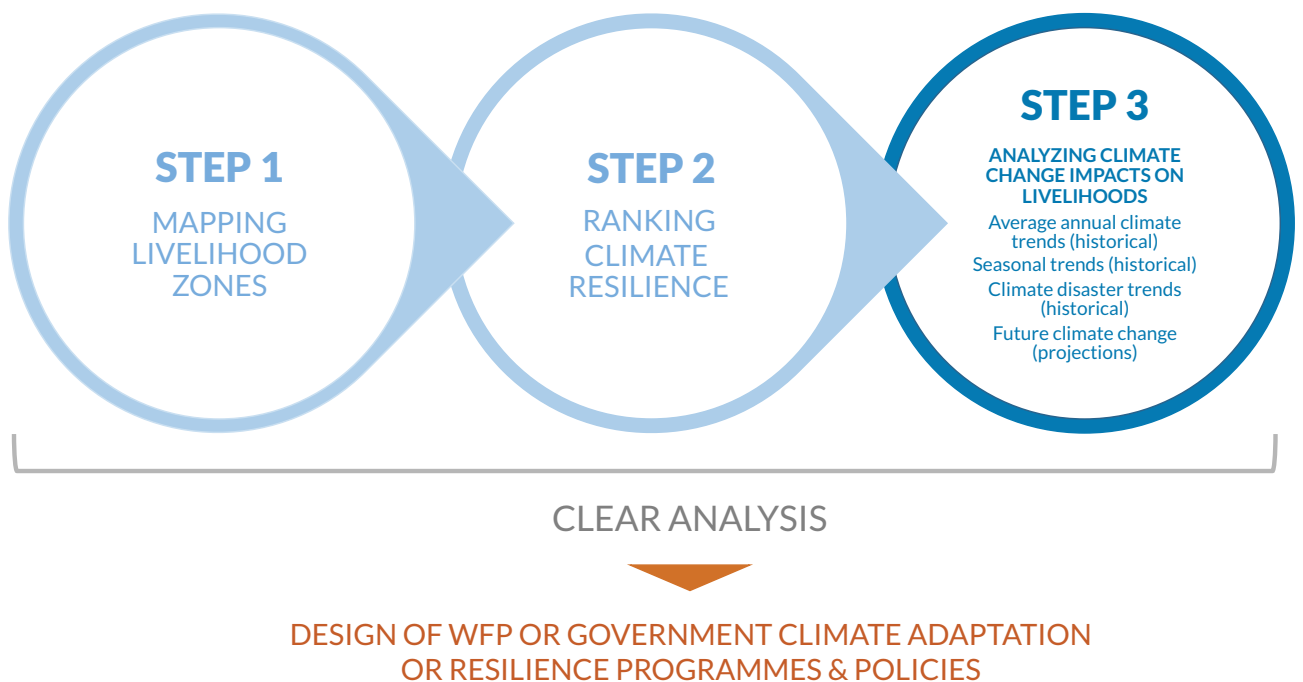 STEP 1
MAPPING
LIVELIHOOD
ZONES
STEP 2
RANKING
CLIMATE
RESILIENCE
STEP 3
ANALYZING CLIMATE
CHANGE IMPACTS ON
LIVELIHOODS
Average annual climate
trends (historical)
Seasonal trends (historical)
Climate disaster trends
(historical)
Future climate change
(projections)
CLEAR ANALYSIS
DESIGN OF WFP OR GOVERNMENT CLIMATE ADAPTATION
OR RESILIENCE PROGRAMMES & POLICIES